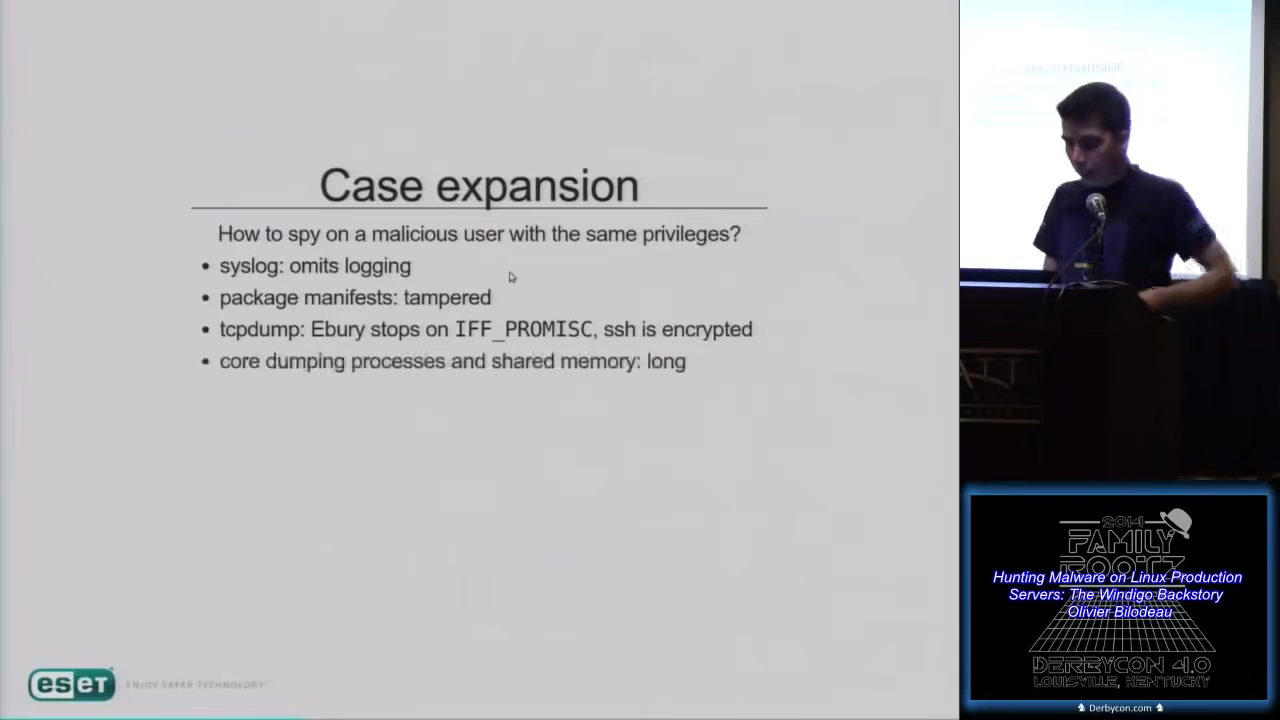 Case expansion
How to spy on a malicious user with the same privileges?
• syslog: omits logging
• package manifests: tampered
• tcpdump: Ebury stops on IFF_PROMISC, ssh is encrypted
• core dumping processes and shared memory: long
eseT
ENJOY SAFER TECHNOLOGY
2014
FAMILY
ROOTZ
Hunting Malware on Linux Production
Servers: The Windigo Backstory
Olivier Bilodeau
DERBYCON 4.0
LOUISVILLE, KENTUCKY
Derbycon.com